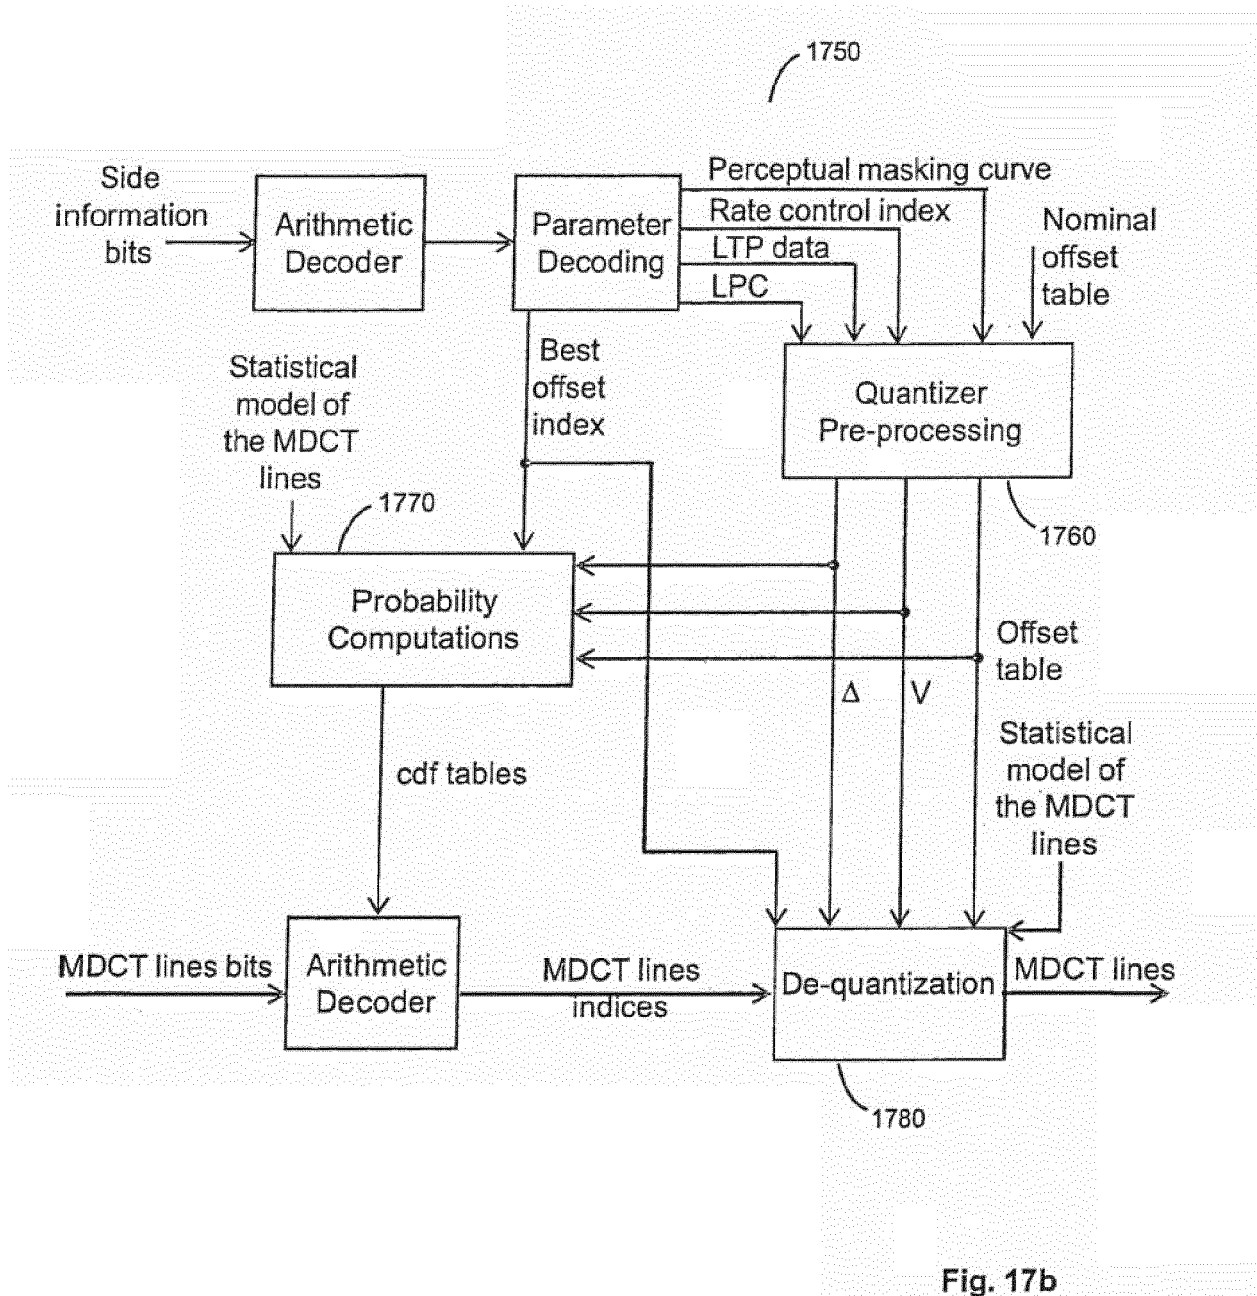 1750
Side
information
bits
Arithmetic
Decoder
Parameter
Decoding
Perceptual masking curve
Rate control index
LTP data
LPC
Nominal
offset
table
Best
offset
index
Statistical
model of
the MDCT
lines
Quantizer
Pre-processing
1770
1760
Probability
Computations
Offset
table
Δ
V
Statistical
model of
the MDCT
lines
cdf tables
MDCT lines bits
Arithmetic
Decoder
MDCT lines
indices
De-quantization
MDCT lines
1780
Fig. 17b